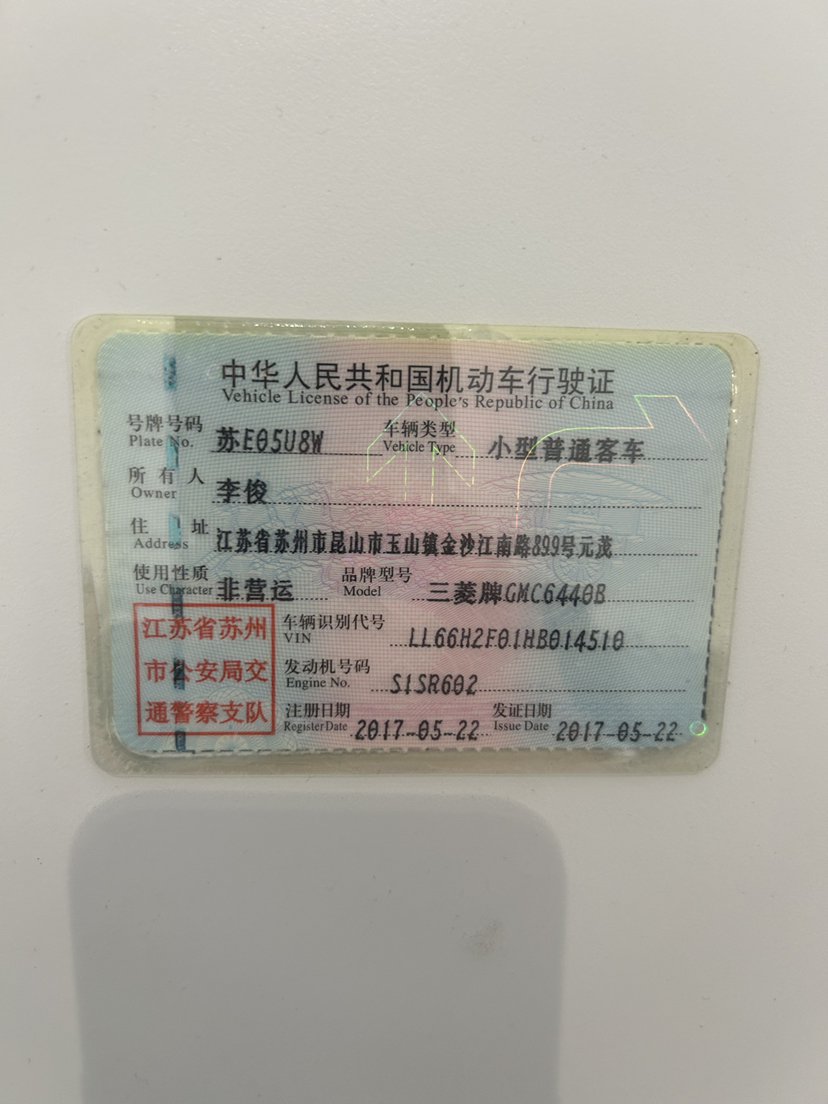 中华人民共和国机动车行驶证
Vehicle License of the People's Republic of China
号牌号码 苏E05U8W 车辆类型 小型普通客车
Plate No. Vehicle Type
所有人 李俊
Owner
住址 江苏省苏州市昆山市玉山镇金沙江南路899号元茂
Address
使用性质 非营运 品牌型号 三菱牌GMC6440B
Use Character Model
江苏省苏州 车辆识别代号 LL66H2F01HB014510
VIN
市公安局交 发动机号码 S1SR602
Engine No.
通警察支队 注册日期 2017-05-22 发证日期 2017-05-22
Register Date Issue Date